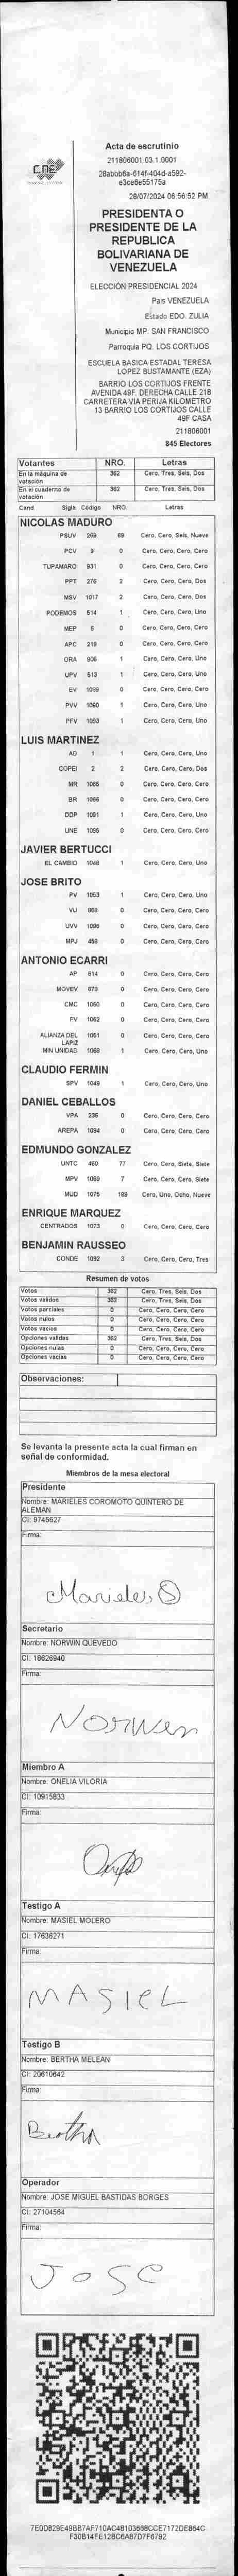 CNE
Acta de escrutinio
211806001.03.1.0001
28abbb6a-614f-404d-a592-
e3ce6e55175a
28/07/2024 06:56:52 PM
PRESIDENTA O
PRESIDENTE DE LA
REPUBLICA
BOLIVARIANA DE
VENEZUELA
ELECCIÓN PRESIDENCIAL 2024
País VENEZUELA
Estado EDO. ZULIA
Municipio MP. SAN FRANCISCO
Parroquia PQ. LOS CORTIJOS
ESCUELA BASICA ESTADAL TERESA
LOPEZ BUSTAMANTE (EZA)
BARRIO LOS CORTIJOS FRENTE
AVENIDA 49F. DERECHA CALLE 218
CARRETERA VIA PERIJA KILOMETRO
13 BARRIO LOS CORTIJOS CALLE
49F CASA
211806001
845 Electores
Votantes NRO. Letras
En la máquina de votación 362 Cero, Tres, Seis, Dos
En el cuaderno de votación 362 Cero, Tres, Seis, Dos
Cand Sigla Código NRO. Letras
NICOLAS MADURO
PSUV 269 69 Cero, Cero, Seis, Nueve
PCV 9 0 Cero, Cero, Cero, Cero
TUPAMARO 931 0 Cero, Cero, Cero, Cero
PPT 276 2 Cero, Cero, Cero, Dos
MSV 1017 2 Cero, Cero, Cero, Dos
PODEMOS 514 1 Cero, Cero, Cero, Uno
MEP 6 0 Cero, Cero, Cero, Cero
APC 219 0 Cero, Cero, Cero, Cero
ORA 906 1 Cero, Cero, Cero, Uno
UPV 513 1 Cero, Cero, Cero, Uno
EV 1089 0 Cero, Cero, Cero, Cero
PVV 1090 1 Cero, Cero, Cero, Uno
PFV 1093 1 Cero, Cero, Cero, Uno
LUIS MARTINEZ
AD 1 1 Cero, Cero, Cero, Uno
COPEI 2 2 Cero, Cero, Cero, Dos
MR 1065 0 Cero, Cero, Cero, Cero
BR 1066 0 Cero, Cero, Cero, Cero
DDP 1091 1 Cero, Cero, Cero, Uno
UNE 1095 0 Cero, Cero, Cero, Cero
JAVIER BERTUCCI
EL CAMBIO 1048 1 Cero, Cero, Cero, Uno
JOSE BRITO
PV 1053 1 Cero, Cero, Cero, Uno
VU 868 0 Cero, Cero, Cero, Cero
UVV 1096 0 Cero, Cero, Cero, Cero
MPJ 458 0 Cero, Cero, Cero, Cero
ANTONIO ECARRI
AP 914 0 Cero, Cero, Cero, Cero
MOVEV 878 0 Cero, Cero, Cero, Cero
CMC 1060 0 Cero, Cero, Cero, Cero
FV 1062 0 Cero, Cero, Cero, Cero
ALIANZA DEL LAPIZ 1051 0 Cero, Cero, Cero, Cero
MIN UNIDAD 1068 1 Cero, Cero, Cero, Uno
CLAUDIO FERMIN
SPV 1049 1 Cero, Cero, Cero, Uno
DANIEL CEBALLOS
VPA 236 0 Cero, Cero, Cero, Cero
AREPA 1094 0 Cero, Cero, Cero, Cero
EDMUNDO GONZALEZ
UNTC 460 77 Cero, Cero, Siete, Siete
MPV 1069 7 Cero, Cero, Cero, Siete
MUD 1075 189 Cero, Uno, Ocho, Nueve
ENRIQUE MARQUEZ
CENTRADOS 1073 0 Cero, Cero, Cero, Cero
BENJAMIN RAUSSEO
CONDE 1092 3 Cero, Cero, Cero, Tres
Resumen de votos
Votos 362 Cero, Tres, Seis, Dos
Votos validos 362 Cero, Tres, Seis, Dos
Votos parciales 0 Cero, Cero, Cero, Cero
Votos nulos 0 Cero, Cero, Cero, Cero
Votos vacios 0 Cero, Cero, Cero, Cero
Opciones validas 362 Cero, Tres, Seis, Dos
Opciones nulas 0 Cero, Cero, Cero, Cero
Opciones vacias 0 Cero, Cero, Cero, Cero
Observaciones:
Se levanta la presente acta la cual firman en
señal de conformidad.
Miembros de la mesa electoral
Presidente
Nombre: MARIELES COROMOTO QUINTERO DE
ALEMAN
CI: 9745627
Firma:
Marieles Q
Secretario
Nombre: NORWIN QUEVEDO
CI: 18626940
Firma:
Norwen
Miembro A
Nombre: ONELIA VILORIA
CI: 10915833
Firma:
Testigo A
Nombre: MASIEL MOLERO
CI: 17636271
Firma:
MASIEL
Testigo B
Nombre: BERTHA MELEAN
CI: 20610642
Firma:
Bertha
Operador
Nombre: JOSE MIGUEL BASTIDAS BORGES
CI: 27104564
Firma:
JOSE
7E0D829E49BB7AF710AC4B103668CCE7172DEB64C
F30B14FE12BC6A87D7F6792